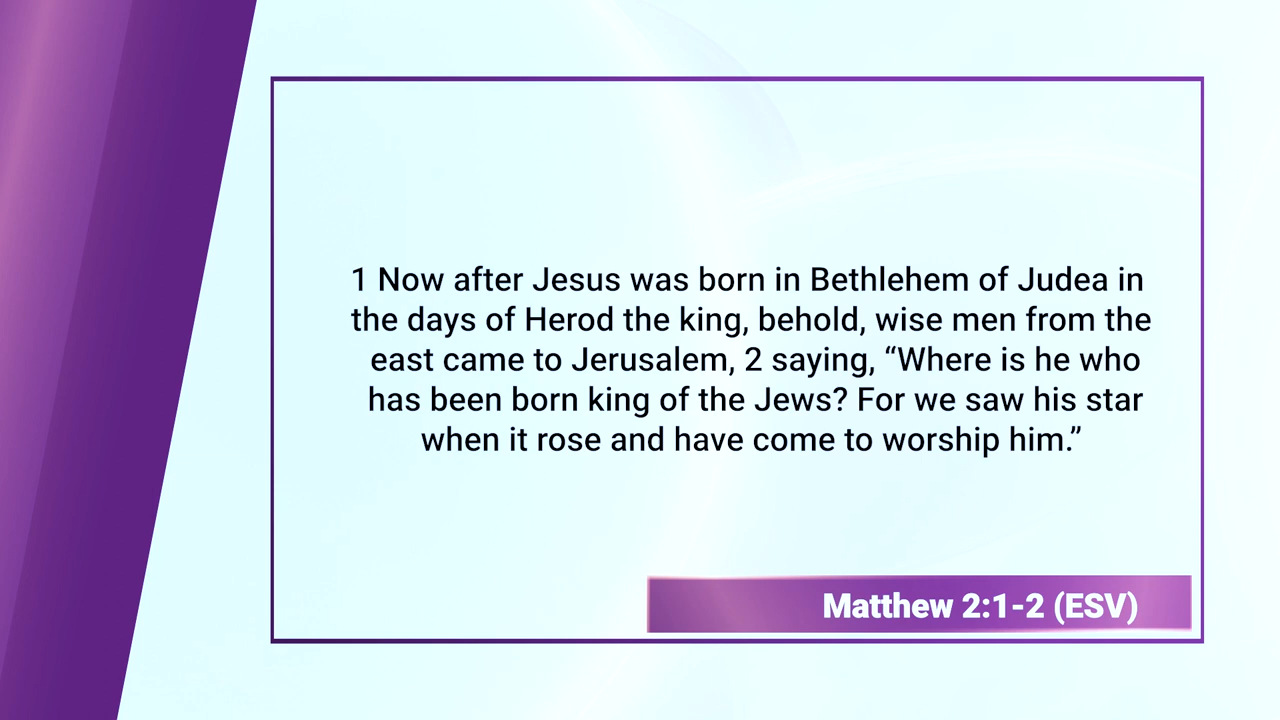 1 Now after Jesus was born in Bethlehem of Judea in
the days of Herod the king, behold, wise men from the
east came to Jerusalem, 2 saying, “Where is he who
has been born king of the Jews? For we saw his star
when it rose and have come to worship him.”
Matthew 2:1-2 (ESV)